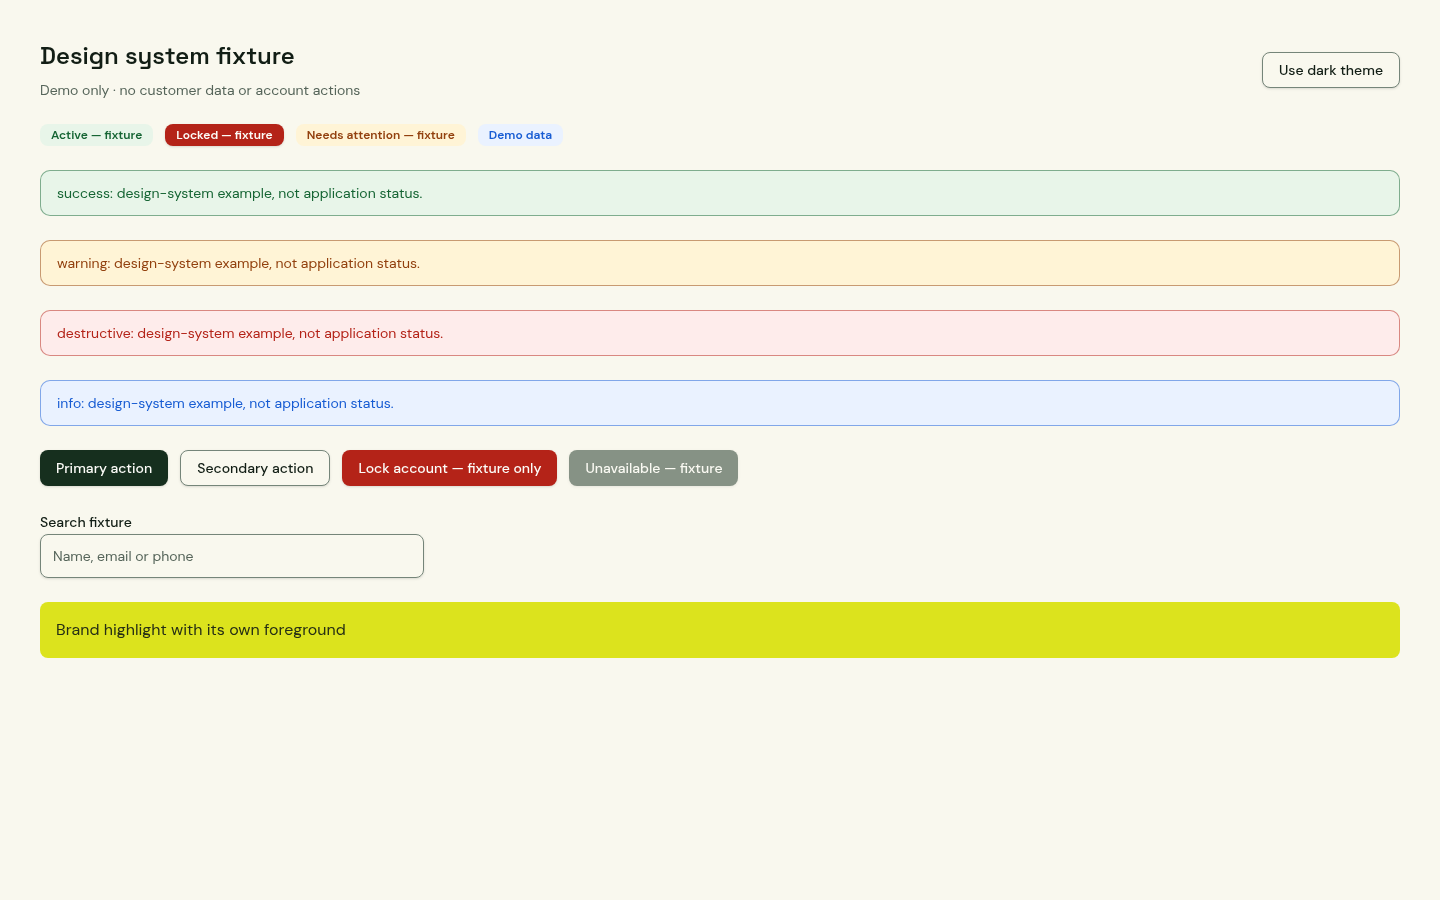 Design system fixture
Use dark theme
Demo only · no customer data or account actions
Active — fixture
Locked — fixture
Needs attention — fixture
Demo data
success: design-system example, not application status.
warning: design-system example, not application status.
destructive: design-system example, not application status.
info: design-system example, not application status.
Primary action
Secondary action
Lock account — fixture only
Unavailable — fixture
Search fixture
Name, email or phone
Brand highlight with its own foreground